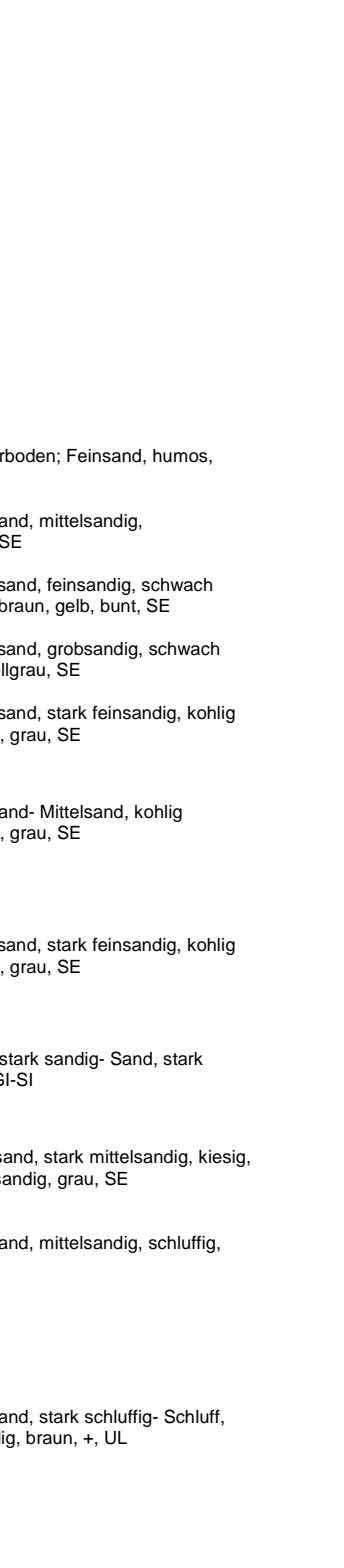 rboden; Feinsand, humos,
and, mittelsandig,
SE
sand, feinsandig, schwach
braun, gelb, bunt, SE
sand, grobsandig, schwach
ellgrau, SE
sand, stark feinsandig, kohlig
, grau, SE
and- Mittelsand, kohlig
, grau, SE
sand, stark feinsandig, kohlig
, grau, SE
stark sandig- Sand, stark
GI-SI
sand, stark mittelsandig, kiesig,
sandig, grau, SE
and, mittelsandig, schluffig,
and, stark schluffig- Schluff,
dig, braun, +, UL